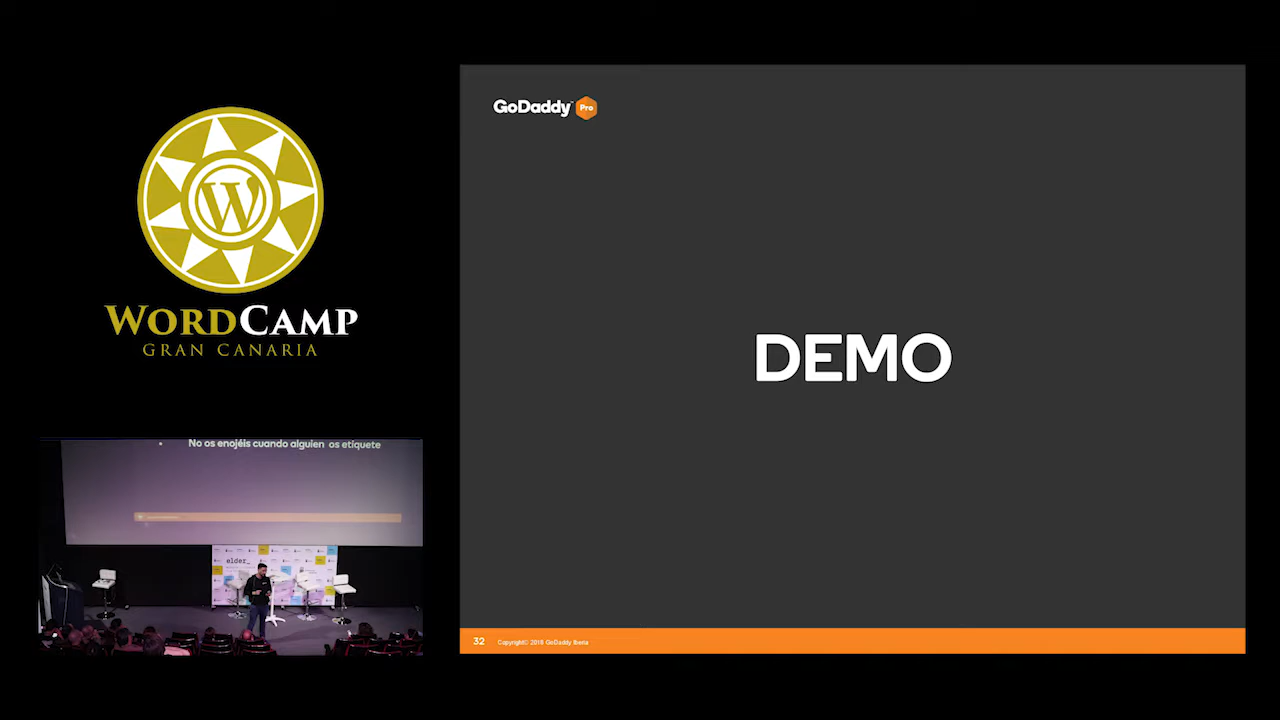 GoDaddy Pro
WORDCAMP
GRAN CANARIA
DEMO
No os enojéis cuando alguien os etiquete
elder_
32 Copyright© 2018 GoDaddy Iberia